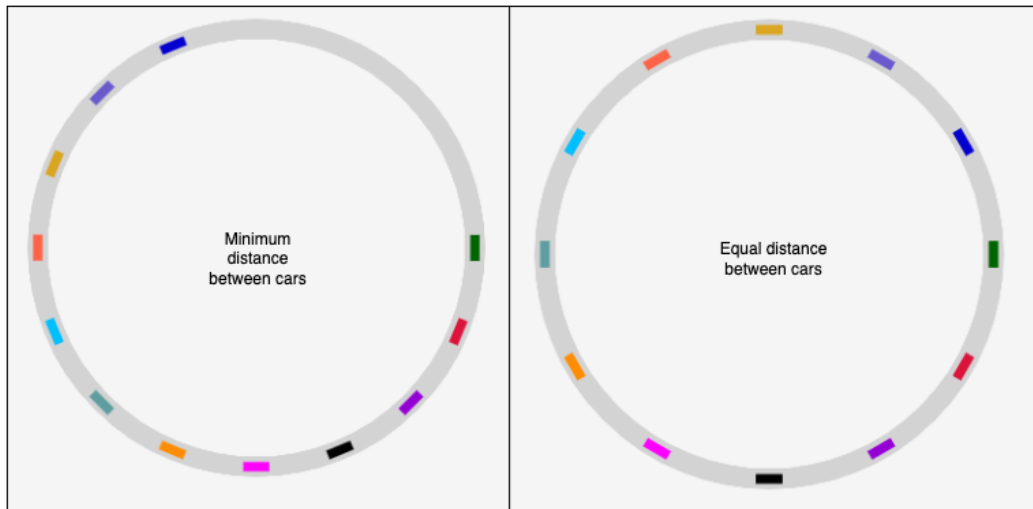 Minimum
distance
between cars
Equal distance
between cars